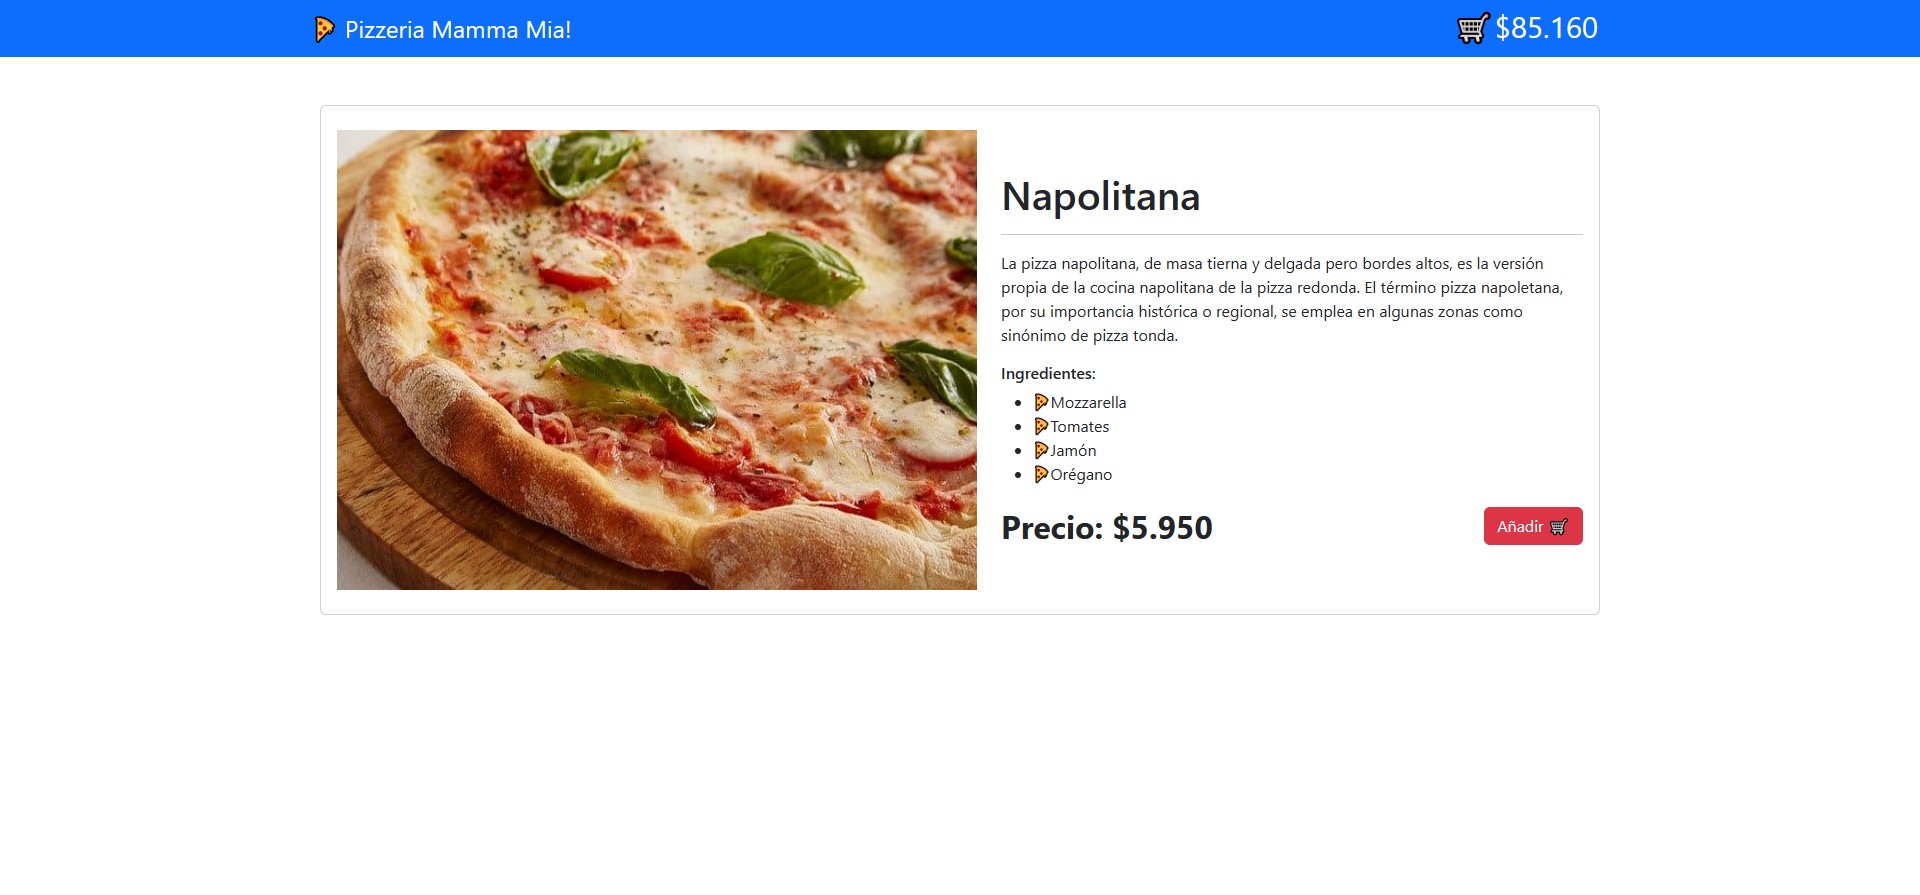 Pizzeria Mamma Mia!
$85.160
Napolitana
La pizza napolitana, de masa tierna y delgada pero bordes altos, es la versión
propia de la cocina napolitana de la pizza redonda. El término pizza napoletana,
por su importancia histórica o regional, se emplea en algunas zonas como
sinónimo de pizza tonda.
Ingredientes:
Mozzarella
Tomates
Jamón
Orégano
Precio: $5.950
Añadir